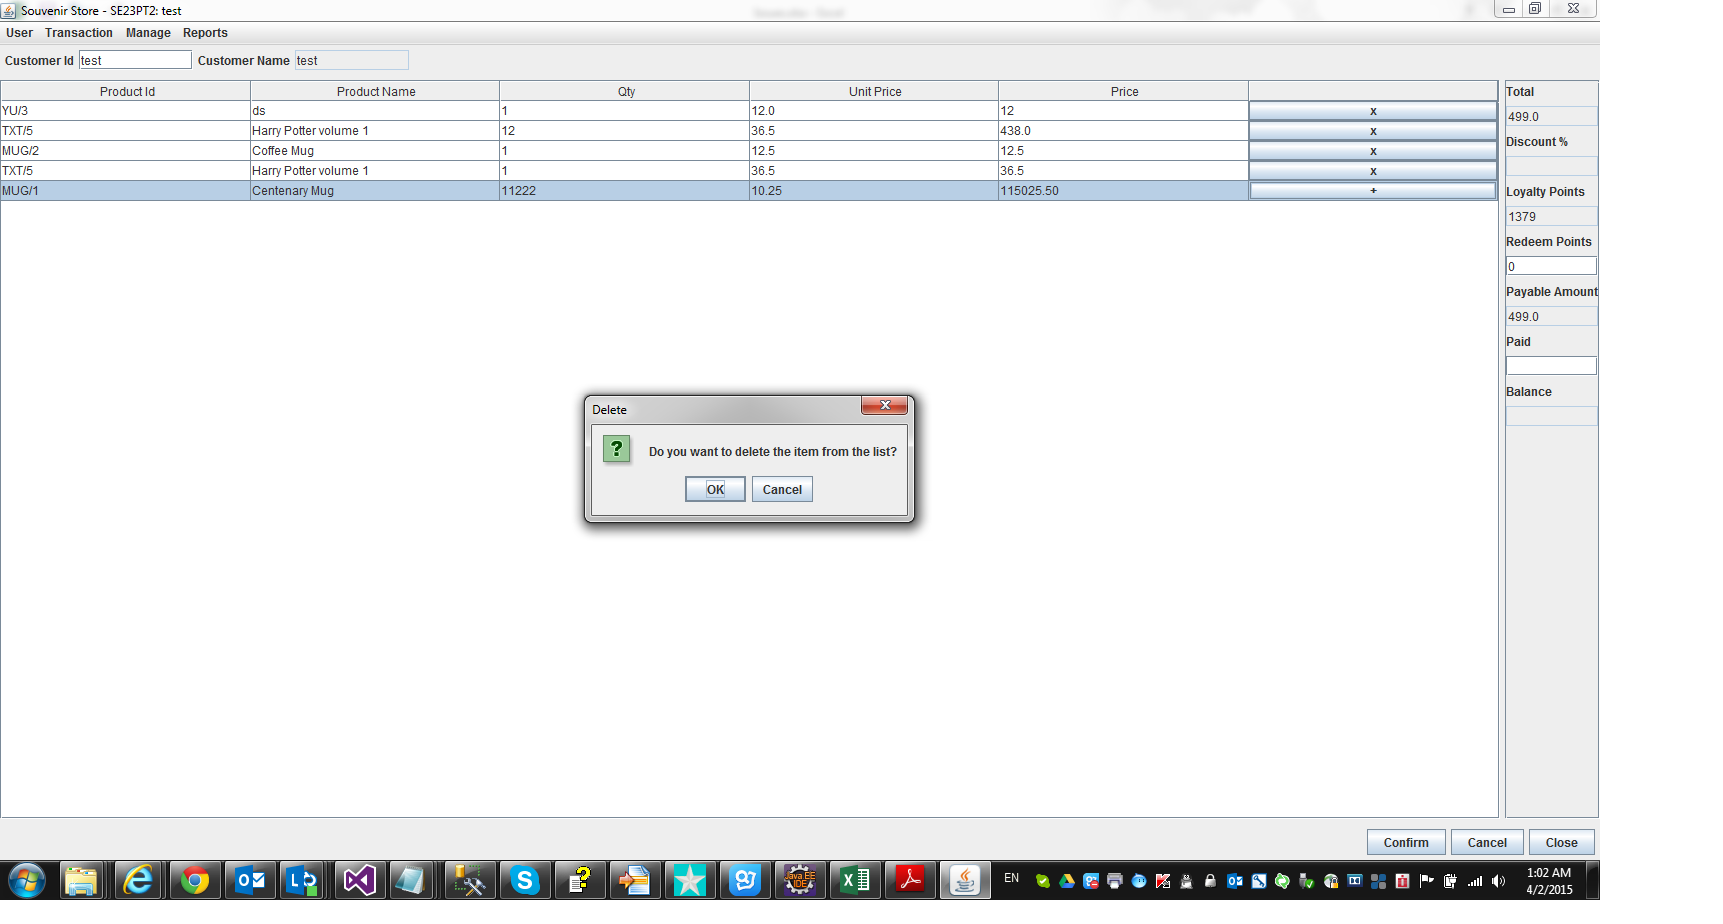 Souvenir Store - SE23PT2: test
User Transaction Manage Reports
Customer Id test Customer Name test
Product Id Product Name Qty Unit Price Price
YU/3 ds 1 12.0 12 x
TXT/5 Harry Potter volume 1 12 36.5 438.0 x
MUG/2 Coffee Mug 1 12.5 12.5 x
TXT/5 Harry Potter volume 1 1 36.5 36.5 x
MUG/1 Centenary Mug 11222 10.25 115025.50 +
Total
499.0
Discount %
Loyalty Points
1379
Redeem Points
0
Payable Amount
499.0
Paid
Balance
Delete
Do you want to delete the item from the list?
OK Cancel
Confirm Cancel Close
Java EE
IDE
EN
1:02 AM
4/2/2015